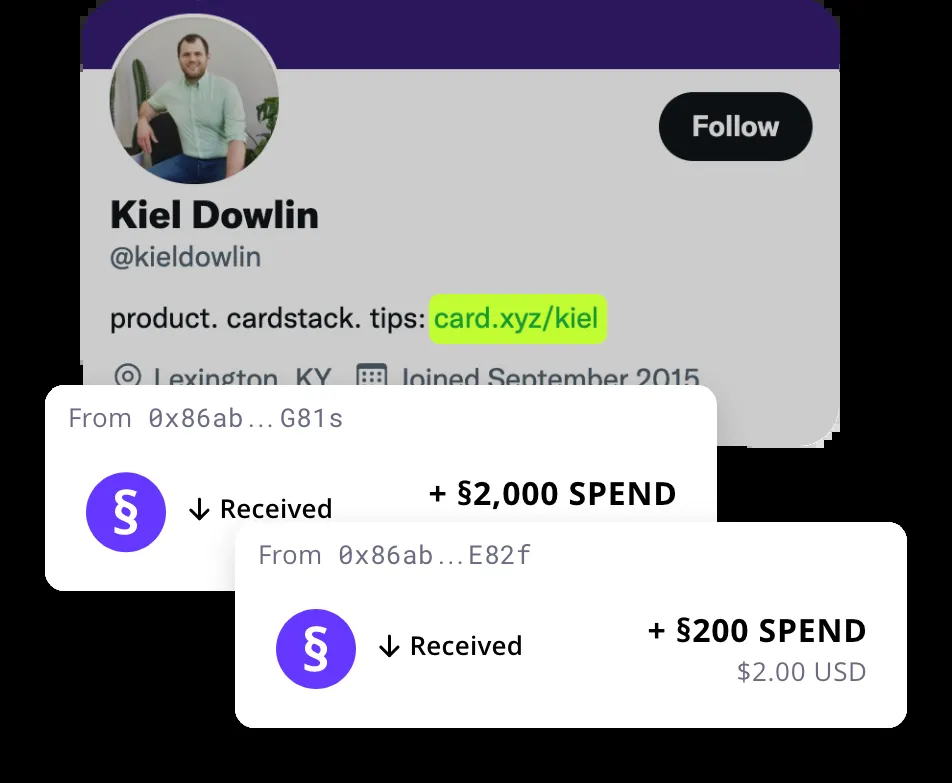 Follow
Kiel Dowlin
@kieldowlin
product. cardstack. tips: card.xyz/kiel
Lexington, KY Joined September 2015
From 0x86ab...G81s
§ ↓ Received + §2,000 SPEND
From 0x86ab...E82f
§ ↓ Received + §200 SPEND
$2.00 USD